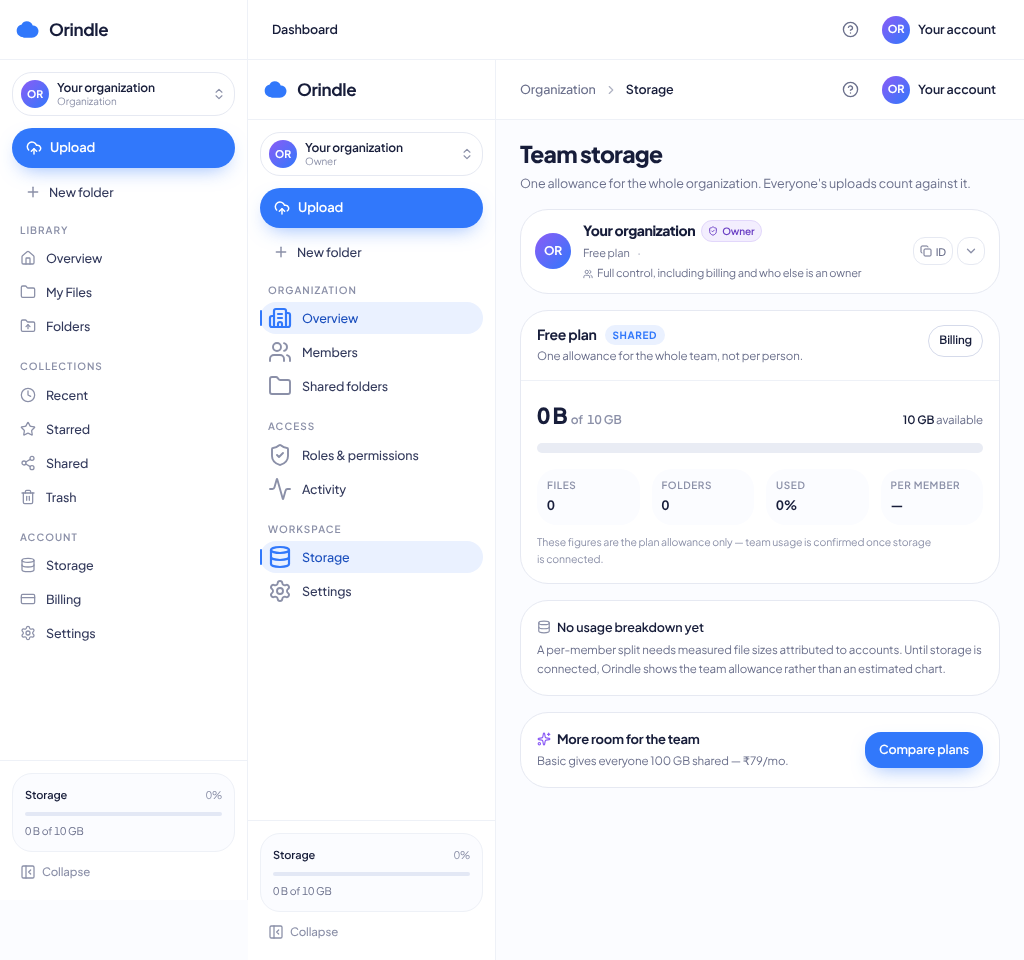 Orindle
Dashboard
OR
Your account
OR
Your organization
Organization
Upload
New folder
LIBRARY
Overview
My Files
Folders
COLLECTIONS
Recent
Starred
Shared
Trash
ACCOUNT
Storage
Billing
Settings
Storage
0%
0 B of 10 GB
Collapse
Orindle
OR
Your organization
Owner
Upload
New folder
ORGANIZATION
Overview
Members
Shared folders
ACCESS
Roles & permissions
Activity
WORKSPACE
Storage
Settings
Storage
0%
0 B of 10 GB
Collapse
Organization
Storage
OR
Your account
Team storage
One allowance for the whole organization. Everyone's uploads count against it.
OR
Your organization
Owner
Free plan ·
Full control, including billing and who else is an owner
ID
Free plan
SHARED
One allowance for the whole team, not per person.
Billing
0 B of 10 GB
10 GB available
FILES
0
FOLDERS
0
USED
0%
PER MEMBER
—
These figures are the plan allowance only — team usage is confirmed once storage
is connected.
No usage breakdown yet
A per-member split needs measured file sizes attributed to accounts. Until storage is
connected, Orindle shows the team allowance rather than an estimated chart.
More room for the team
Basic gives everyone 100 GB shared — ₹79/mo.
Compare plans